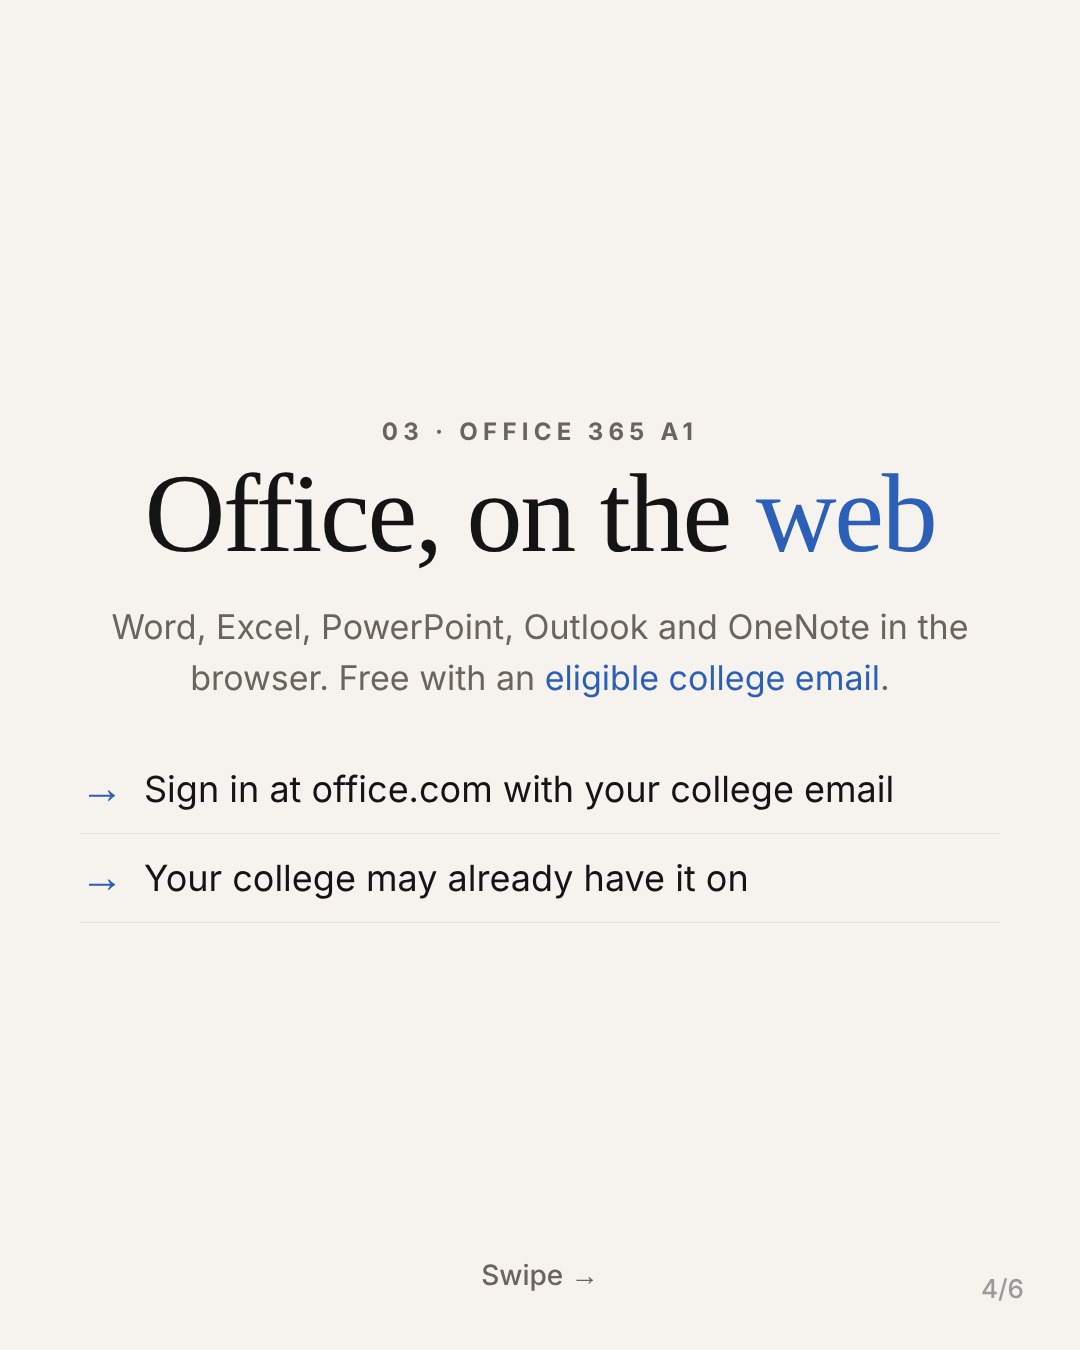 03 · OFFICE 365 A1
Office, on the web
Word, Excel, PowerPoint, Outlook and OneNote in the
browser. Free with an eligible college email.
→ Sign in at office.com with your college email
→ Your college may already have it on
Swipe →
4/6